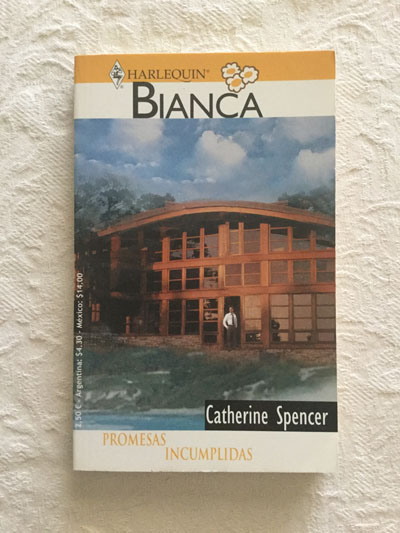 HARLEQUIN®
BIANCA
2,50 € - Argentina: $4.30 - México: $14.00
Catherine Spencer
PROMESAS
INCUMPLIDAS